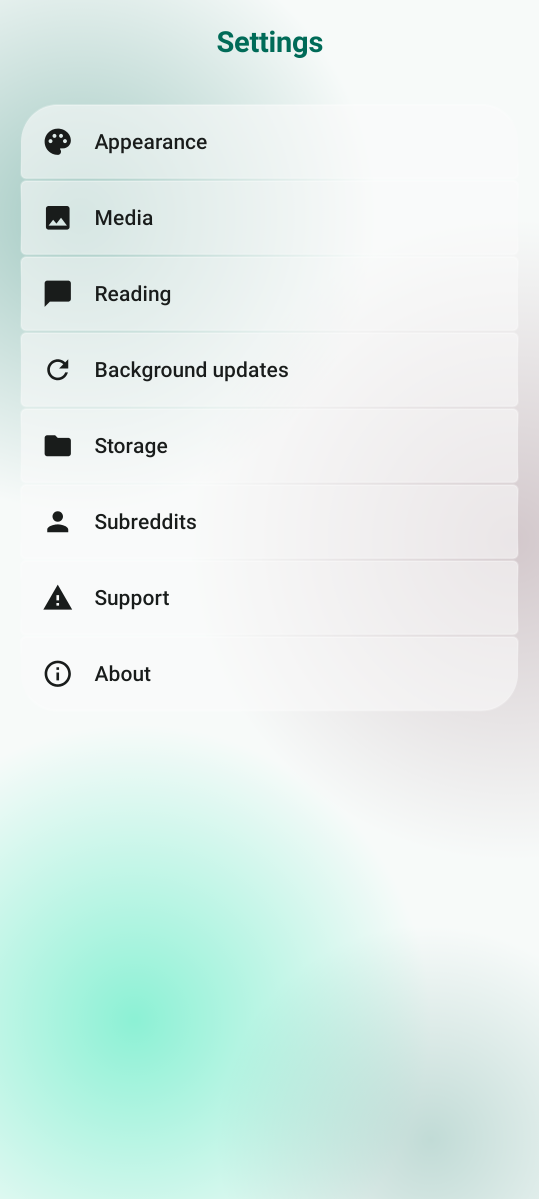 Settings
Appearance
Media
Reading
Background updates
Storage
Subreddits
Support
About